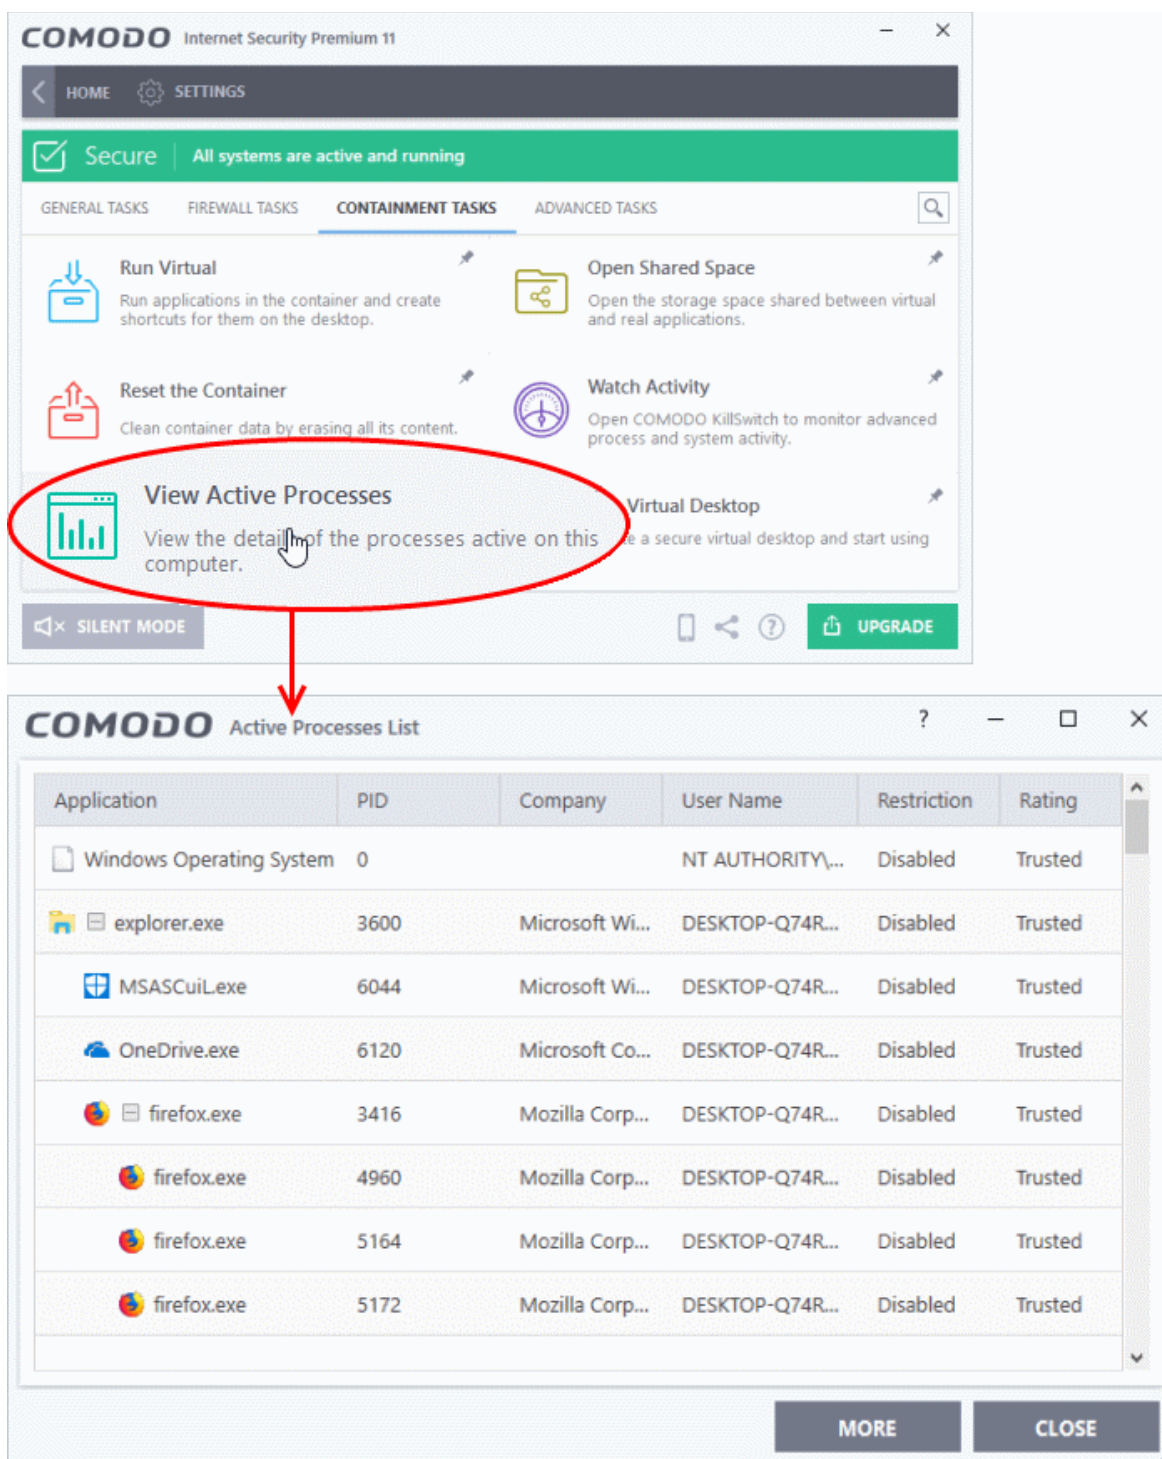 COMODO Internet Security Premium 11
HOME SETTINGS
Secure All systems are active and running
GENERAL TASKS FIREWALL TASKS CONTAINMENT TASKS ADVANCED TASKS
Run Virtual
Run applications in the container and create
shortcuts for them on the desktop.
Open Shared Space
Open the storage space shared between virtual
and real applications.
Reset the Container
Clean container data by erasing all its content.
Watch Activity
Open COMODO KillSwitch to monitor advanced
process and system activity.
View Active Processes
View the detail of the processes active on this
computer.
Virtual Desktop
a secure virtual desktop and start using
SILENT MODE
UPGRADE
COMODO Active Processes List
Application PID Company User Name Restriction Rating
Windows Operating System 0 NT AUTHORITY\... Disabled Trusted
explorer.exe 3600 Microsoft Wi... DESKTOP-Q74R... Disabled Trusted
MSASCuiL.exe 6044 Microsoft Wi... DESKTOP-Q74R... Disabled Trusted
OneDrive.exe 6120 Microsoft Co... DESKTOP-Q74R... Disabled Trusted
firefox.exe 3416 Mozilla Corp... DESKTOP-Q74R... Disabled Trusted
firefox.exe 4960 Mozilla Corp... DESKTOP-Q74R... Disabled Trusted
firefox.exe 5164 Mozilla Corp... DESKTOP-Q74R... Disabled Trusted
firefox.exe 5172 Mozilla Corp... DESKTOP-Q74R... Disabled Trusted
MORE CLOSE